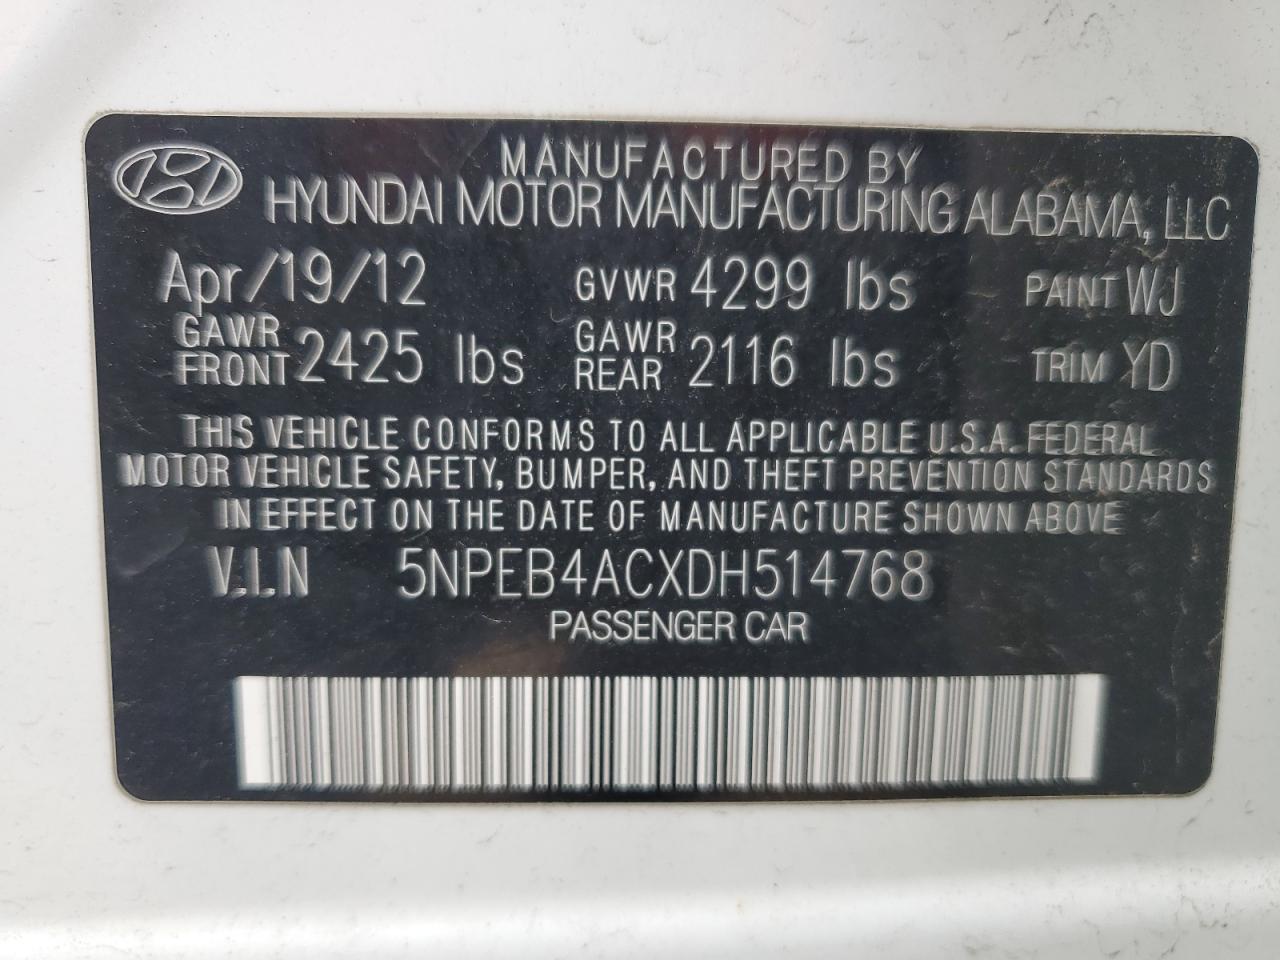 MANUFACTURED BY
HYUNDAI MOTOR MANUFACTURING ALABAMA, LLC
Apr/19/12 GVWR 4299 lbs PAINT WJ
GAWR FRONT 2425 lbs GAWR REAR 2116 lbs TRIM YD
THIS VEHICLE CONFORMS TO ALL APPLICABLE U.S.A. FEDERAL
MOTOR VEHICLE SAFETY, BUMPER, AND THEFT PREVENTION STANDARDS
IN EFFECT ON THE DATE OF MANUFACTURE SHOWN ABOVE
V.I.N 5NPEB4ACXDH514768
PASSENGER CAR